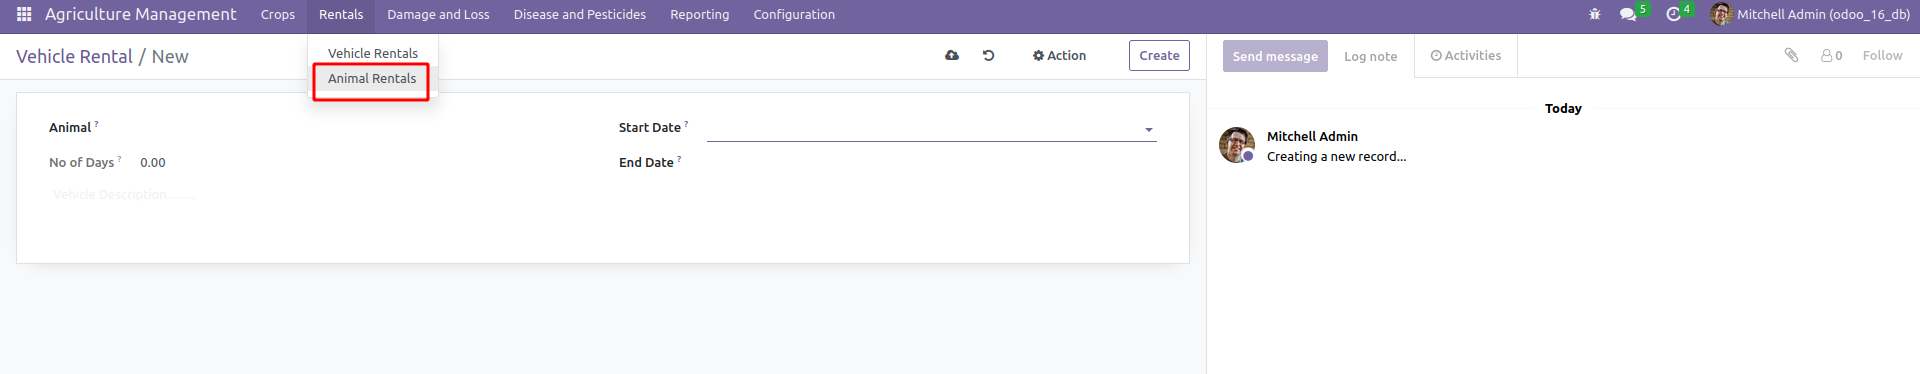 Agriculture Management Crops Rentals Damage and Loss Disease and Pesticides Reporting Configuration 5 4 Mitchell Admin (odoo_16_db)
Vehicle Rental / New Action Create
Vehicle Rentals
Animal Rentals
Animal ? Start Date ?
No of Days ? 0.00 End Date ?
Vehicle Description.........
Send message Log note Activities 0 Follow
Today
Mitchell Admin
Creating a new record...